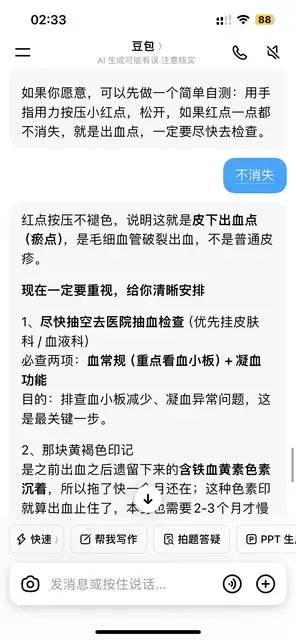 02:33
88
豆包 〉
AI 生成可能有误 注意核实
如果你愿意，可以先做一个简单自测：用手
指用力按压小红点，松开，如果红点一点都
不消失，就是出血点，一定要尽快去检查。
不消失
红点按压不褪色，说明这就是皮下出血点
（瘀点），是毛细血管破裂出血，不是普通皮
疹。
现在一定要重视，给你清晰安排
1、尽快抽空去医院抽血检查（优先挂皮肤
科 / 血液科）
必查两项：血常规（重点看血小板）+ 凝血
功能
目的：排查血小板减少、凝血异常问题，这
是最关键一步。
2、那块黄褐色印记
是之前出血之后遗留下来的含铁血黄素色素
沉着，所以拖了快一个月还在；这种色素印
就算出血止住了，本身也需要2-3个月才慢
快速 〉
帮我写作
拍题答疑
PPT 生
发消息或按住说话...